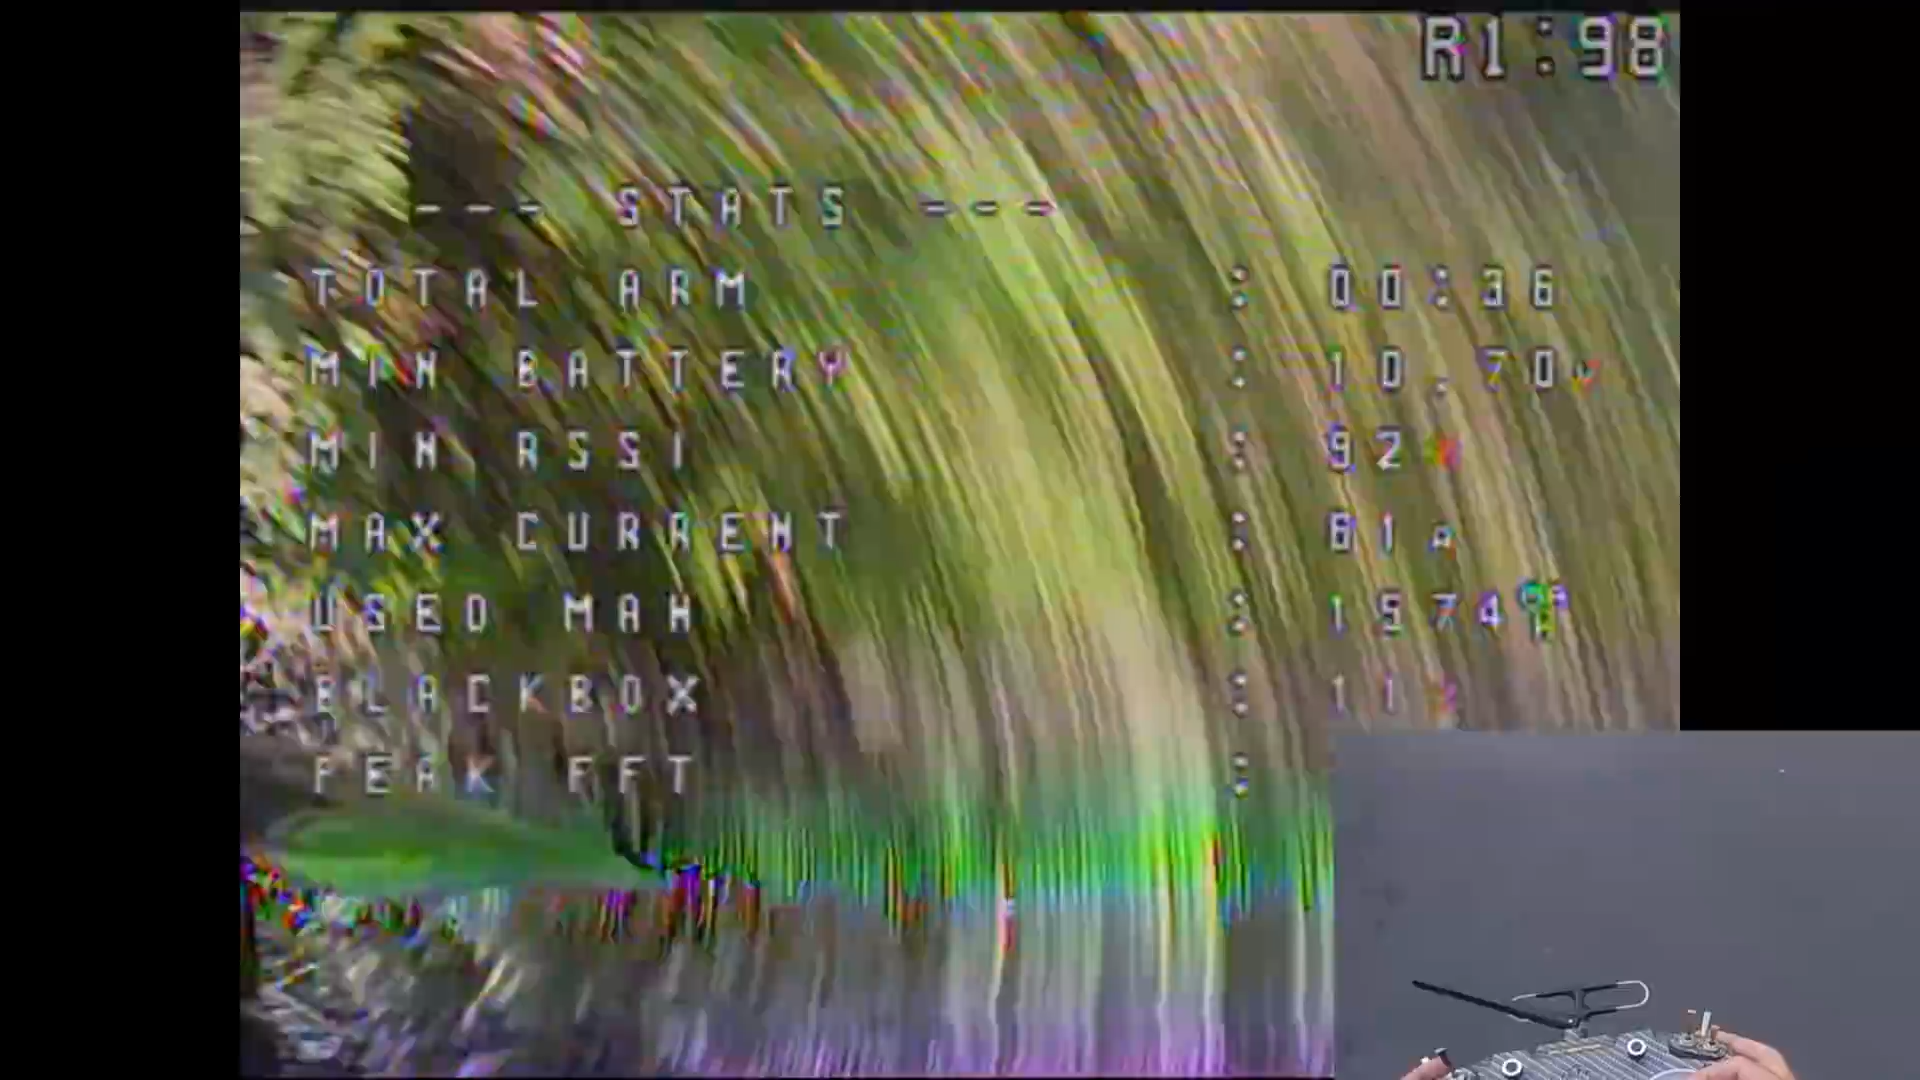 R1:98
--- STATS ---
TOTAL ARM : 00:36
MIN BATTERY : 10.70V
MIN RSSI : 92%
MAX CURRENT : 61A
USED MAH : 1574
BLACKBOX : 11%
PEAK FFT :